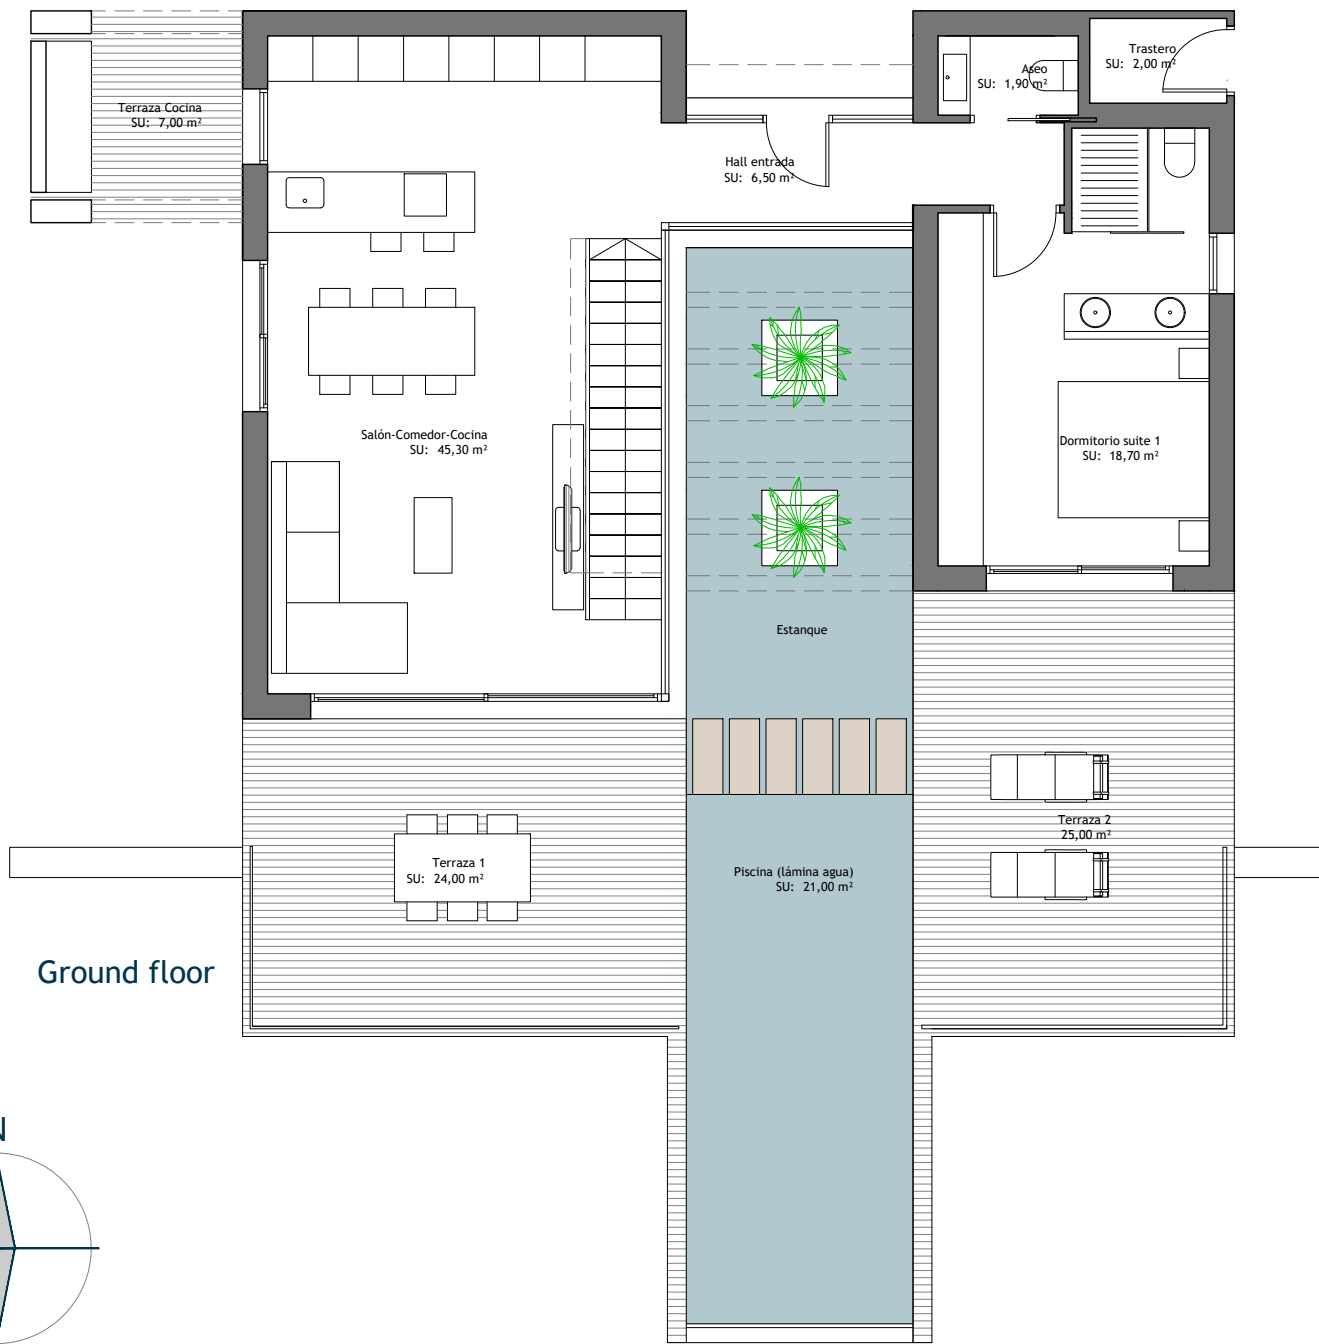 Trastero
SU: 2,00 m²
Aseo
SU: 1,90 m²
Terraza Cocina
SU: 7,00 m²
Hall entrada
SU: 6,50 m²
Salón-Comedor-Cocina
SU: 45,30 m²
Dormitorio suite 1
SU: 18,70 m²
Estanque
Terraza 2
25,00 m²
Terraza 1
SU: 24,00 m²
Piscina (lámina agua)
SU: 21,00 m²
Ground floor
N